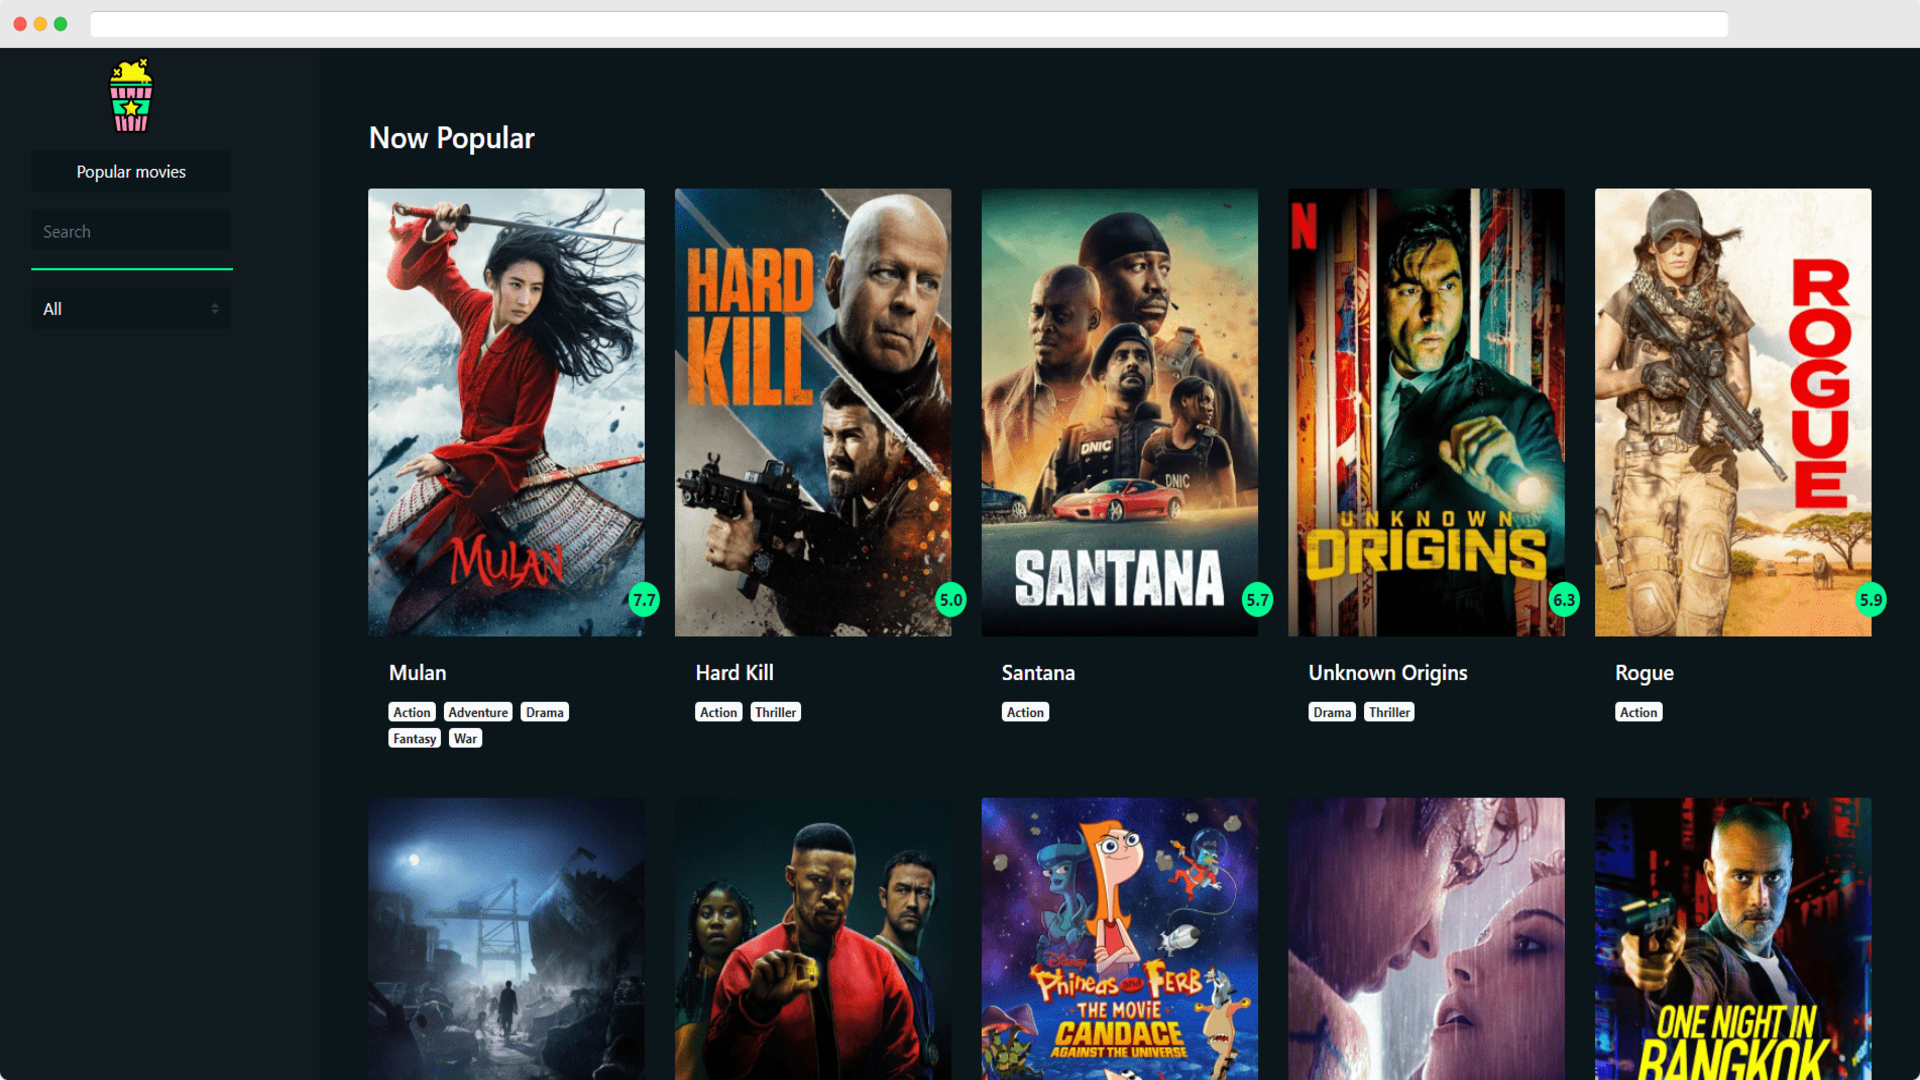 Popular movies
Search
All
Now Popular
MULAN
7.7
HARD
KILL
5.0
DNIC
DNIC
SANTANA
5.7
N
UNKNOWN
ORIGINS
6.3
ROGUE
5.9
Mulan
Action Adventure Drama
Fantasy War
Hard Kill
Action Thriller
Santana
Action
Unknown Origins
Drama Thriller
Rogue
Action
Disney
Phineas and Ferb
THE MOVIE
CANDACE
AGAINST THE UNIVERSE
ONE NIGHT IN
BANGKOK